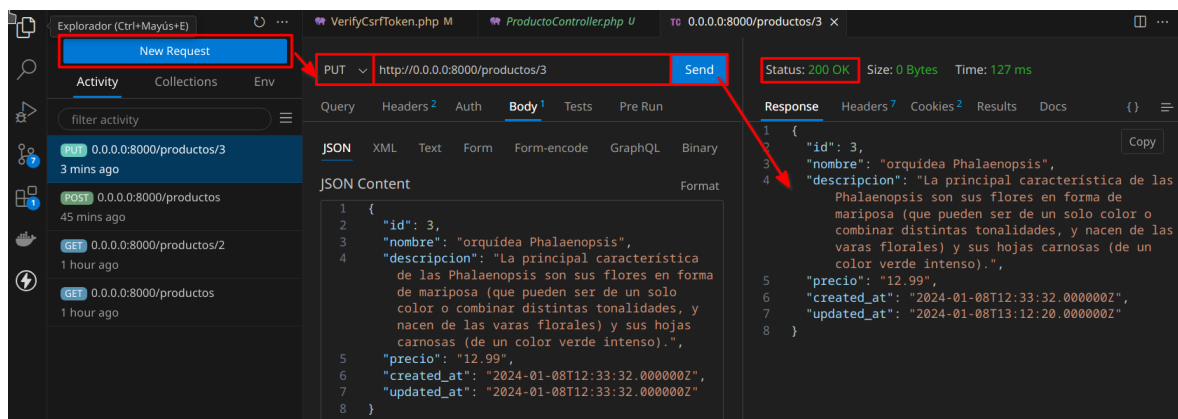 Explorador (Ctrl+Mayús+E)
New Request
Activity Collections Env
filter activity
PUT 0.0.0.0:8000/productos/3
3 mins ago
POST 0.0.0.0:8000/productos
45 mins ago
GET 0.0.0.0:8000/productos/2
1 hour ago
GET 0.0.0.0:8000/productos
1 hour ago
7
1
VerifyCsrfToken.php M ProductoController.php U TC 0.0.0.0:8000/productos/3
PUT http://0.0.0.0:8000/productos/3 Send
Query Headers 2 Auth Body 1 Tests Pre Run
JSON XML Text Form Form-encode GraphQL Binary
JSON Content Format
1 {
2 "id": 3,
3 "nombre": "orquídea Phalaenopsis",
4 "descripcion": "La principal característica
de las Phalaenopsis son sus flores en forma
de mariposa (que pueden ser de un solo
color o combinar distintas tonalidades, y
nacen de las varas florales) y sus hojas
carnosas (de un color verde intenso).",
5 "precio": "12.99",
6 "created_at": "2024-01-08T12:33:32.000000Z",
7 "updated_at": "2024-01-08T12:33:32.000000Z"
8 }
Status: 200 OK Size: 0 Bytes Time: 127 ms
Response Headers 7 Cookies 2 Results Docs {}
Copy
1 {
2 "id": 3,
3 "nombre": "orquídea Phalaenopsis",
4 "descripcion": "La principal característica de las
Phalaenopsis son sus flores en forma de
mariposa (que pueden ser de un solo color o
combinar distintas tonalidades, y nacen de las
varas florales) y sus hojas carnosas (de un
color verde intenso).",
5 "precio": "12.99",
6 "created_at": "2024-01-08T12:33:32.000000Z",
7 "updated_at": "2024-01-08T13:12:20.000000Z"
8 }